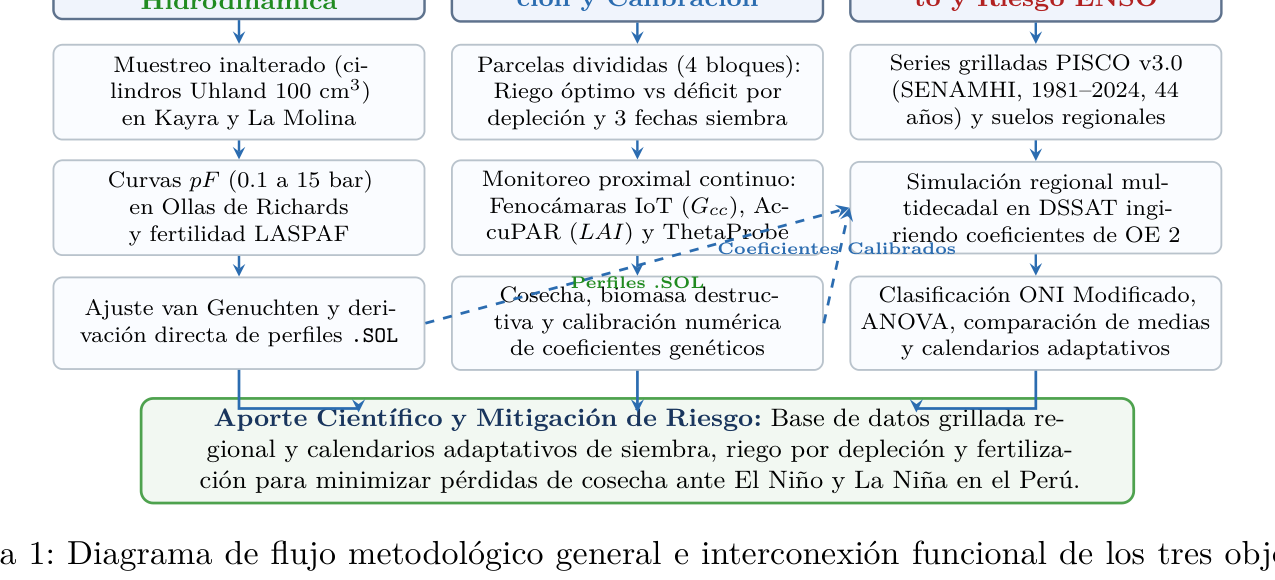 Hidrodinámica
Muestreo inalterado (ci-
lindros Uhland 100 cm³)
en Kayra y La Molina
Curvas pF (0.1 a 15 bar)
en Ollas de Richards
y fertilidad LASPAF
Ajuste van Genuchten y deri-
vación directa de perfiles .SOL
ción y Calibración
Parcelas divididas (4 bloques):
Riego óptimo vs déficit por
depleción y 3 fechas siembra
Monitoreo proximal continuo:
Fenocámaras IoT (Gcc), Ac-
cuPAR (LAI) y ThetaProbe
Perfiles .SOL
Cosecha, biomasa destruc-
tiva y calibración numérica
de coeficientes genéticos
to y Riesgo ENSO
Series grilladas PISCO v3.0
(SENAMHI, 1981–2024, 44
años) y suelos regionales
Simulación regional mul-
tidecadal en DSSAT ingi-
riendo coeficientes de OE 2
Coeficientes Calibrados
Clasificación ONI Modificado,
ANOVA, comparación de medias
y calendarios adaptativos
Aporte Científico y Mitigación de Riesgo: Base de datos grillada re-
gional y calendarios adaptativos de siembra, riego por depleción y fertiliza-
ción para minimizar pérdidas de cosecha ante El Niño y La Niña en el Perú.
a 1: Diagrama de flujo metodológico general e interconexión funcional de los tres obje